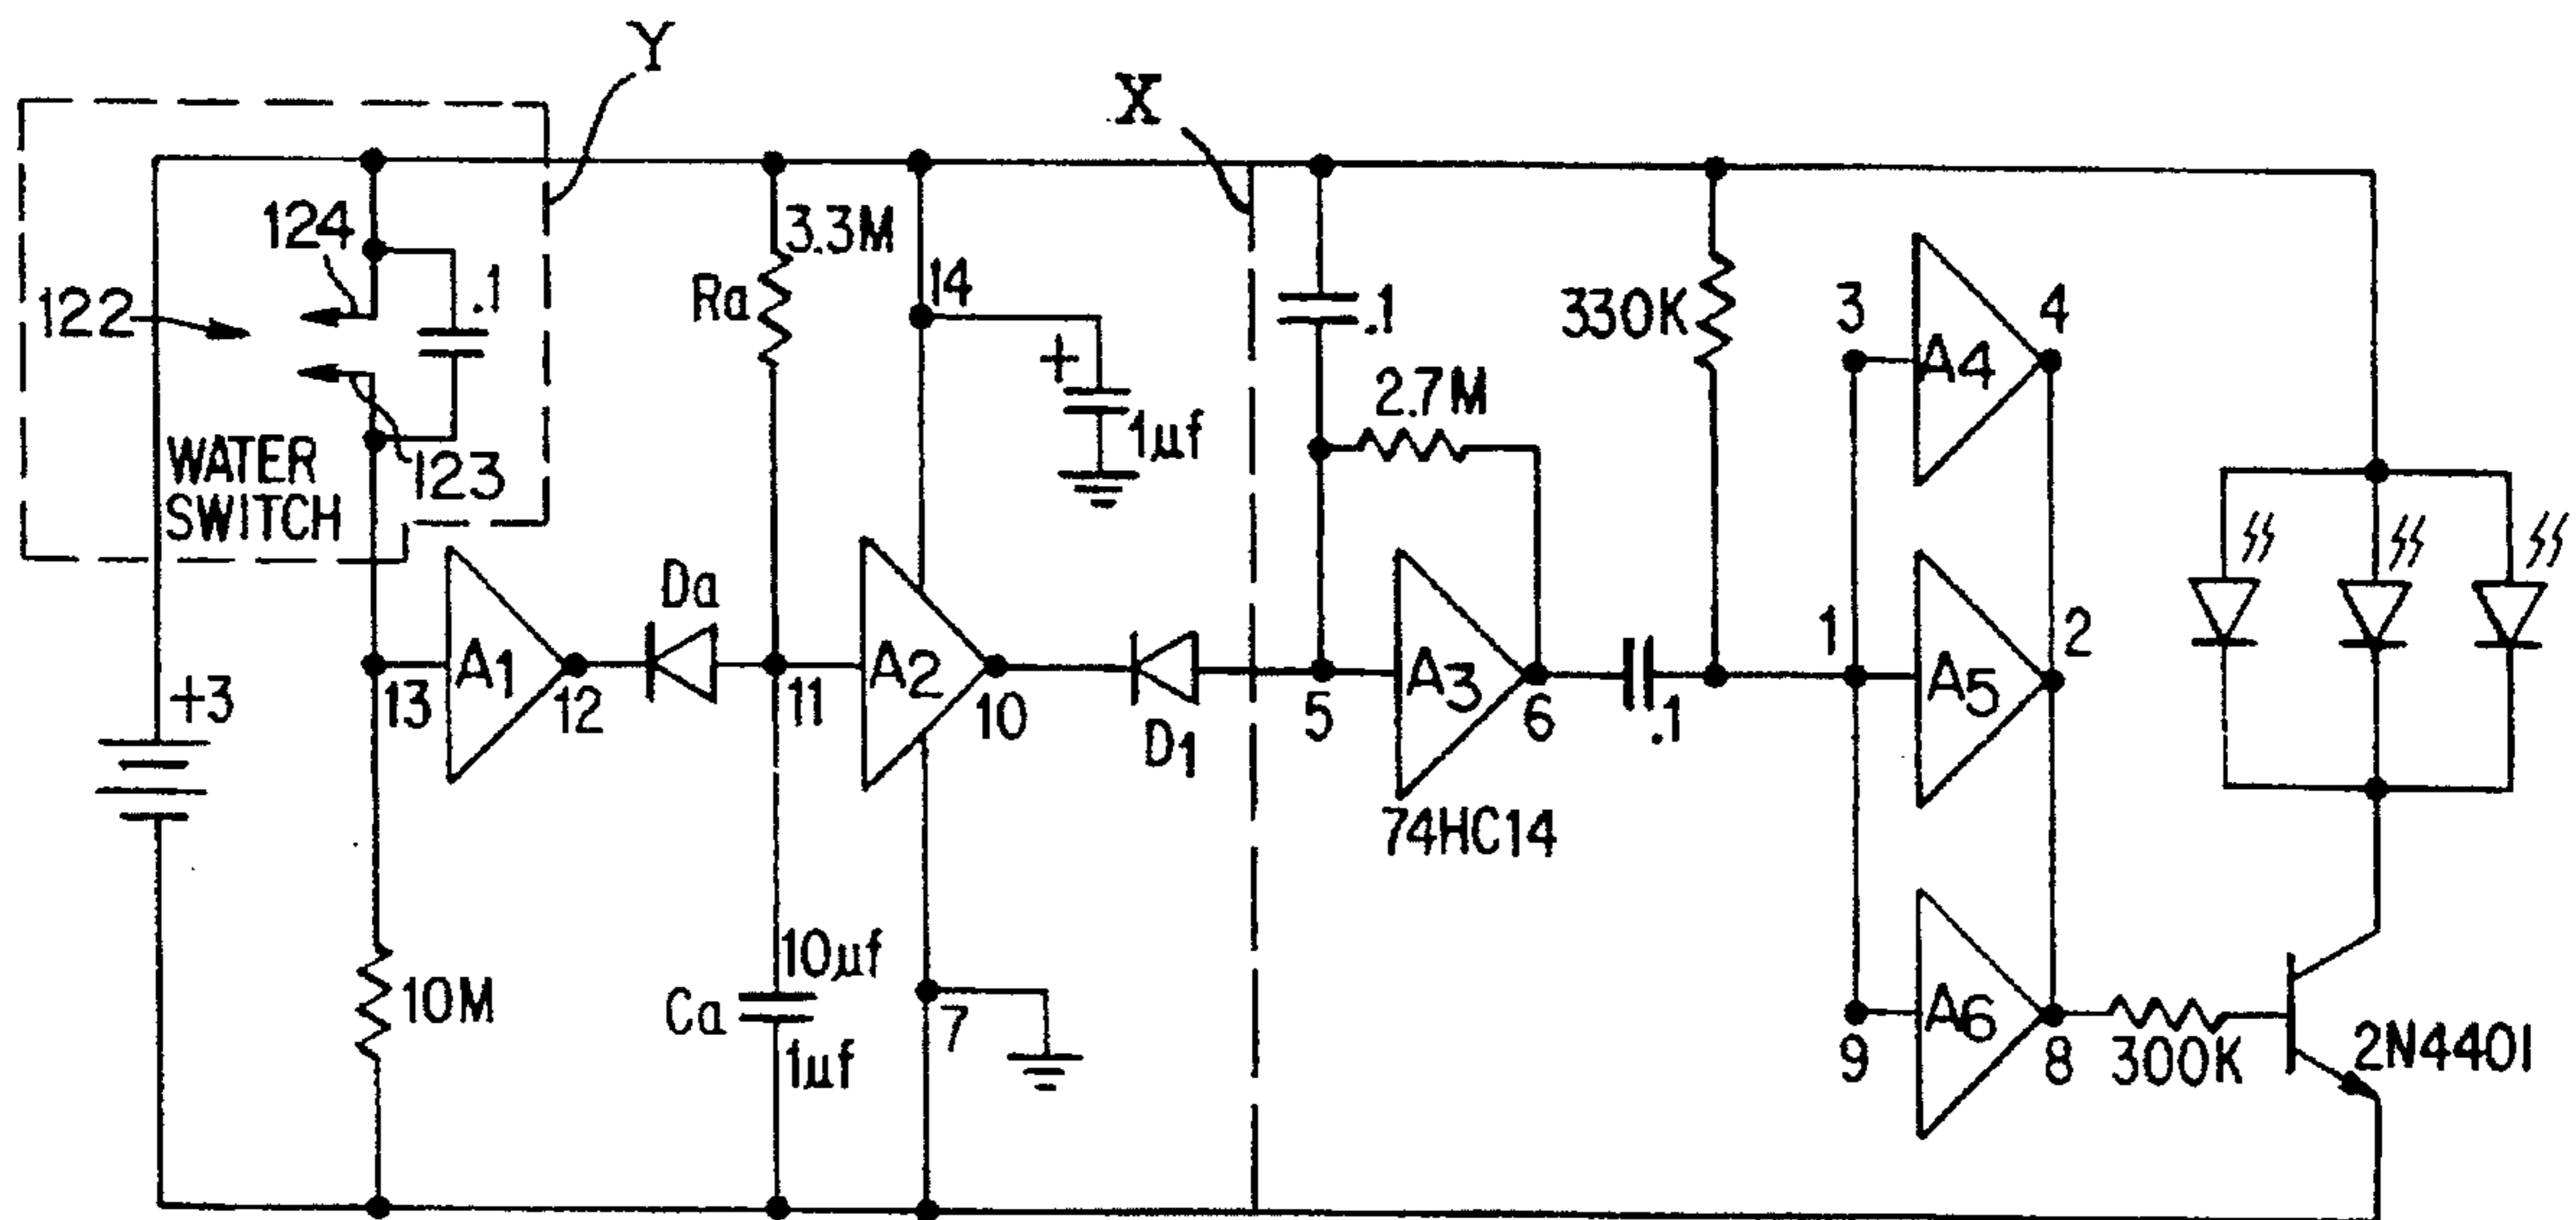 Y
X
124
122
.1
WATER
SWITCH
123
+3
13
A1
12
10M
Da
Ra
3.3M
11
10µf
Ca
1µf
14
+
1µf
A2
10
7
D1
.1
2.7M
5
A3
6
74HC14
.1
330K
3
A4
4
1
A5
2
9
A6
8
300K
2N4401